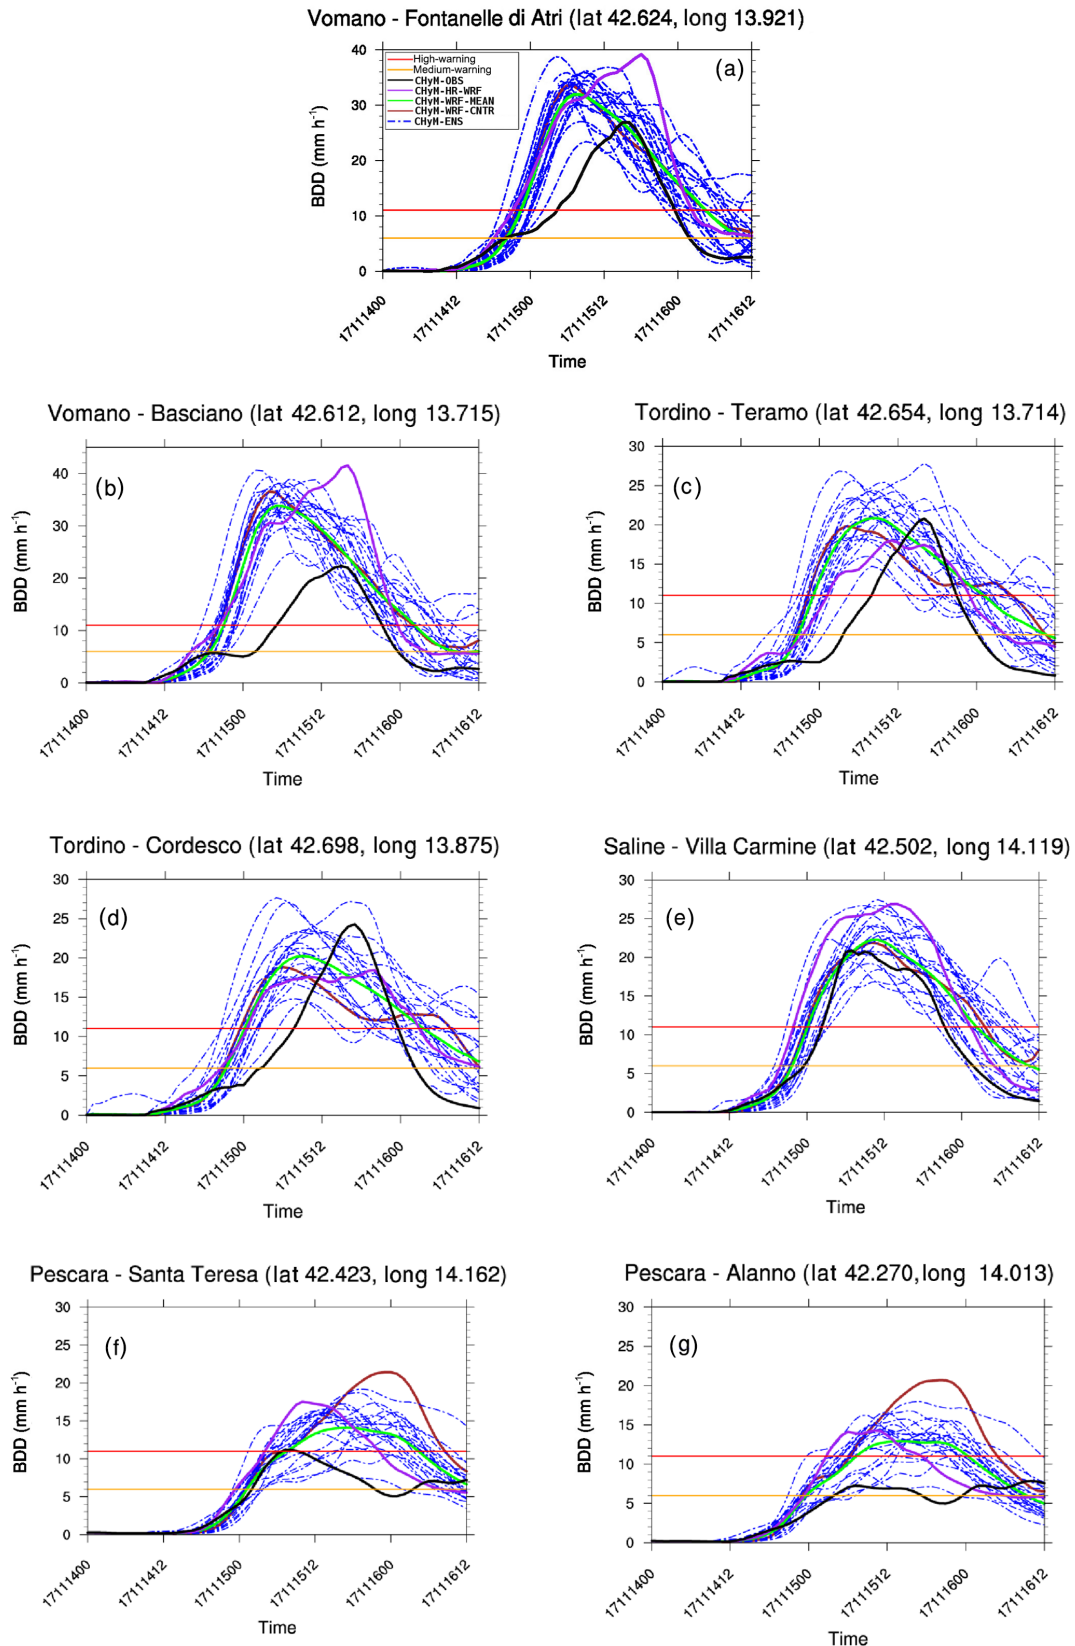 Vomano - Fontanelle di Atri (lat 42.624, long 13.921)
(a)
High-warning
Medium-warning
CHyM-OBS
CHyM-HR-WRF
CHyM-WRF-MEAN
CHyM-WRF-CNTR
CHyM-ENS
BDD (mm h⁻¹)
40
30
20
10
0
17111400
17111412
17111500
17111512
17111600
17111612
Time
Vomano - Basciano (lat 42.612, long 13.715)
(b)
BDD (mm h⁻¹)
40
30
20
10
0
17111400
17111412
17111500
17111512
17111600
17111612
Time
Tordino - Teramo (lat 42.654, long 13.714)
(c)
BDD (mm h⁻¹)
30
25
20
15
10
5
0
17111400
17111412
17111500
17111512
17111600
17111612
Time
Tordino - Cordesco (lat 42.698, long 13.875)
(d)
BDD (mm h⁻¹)
30
25
20
15
10
5
0
17111400
17111412
17111500
17111512
17111600
17111612
Time
Saline - Villa Carmine (lat 42.502, long 14.119)
(e)
BDD (mm h⁻¹)
30
25
20
15
10
5
0
17111400
17111412
17111500
17111512
17111600
17111612
Time
Pescara - Santa Teresa (lat 42.423, long 14.162)
(f)
BDD (mm h⁻¹)
30
25
20
15
10
5
0
17111400
17111412
17111500
17111512
17111600
17111612
Time
Pescara - Alanno (lat 42.270,long 14.013)
(g)
BDD (mm h⁻¹)
30
25
20
15
10
5
0
17111400
17111412
17111500
17111512
17111600
17111612
Time